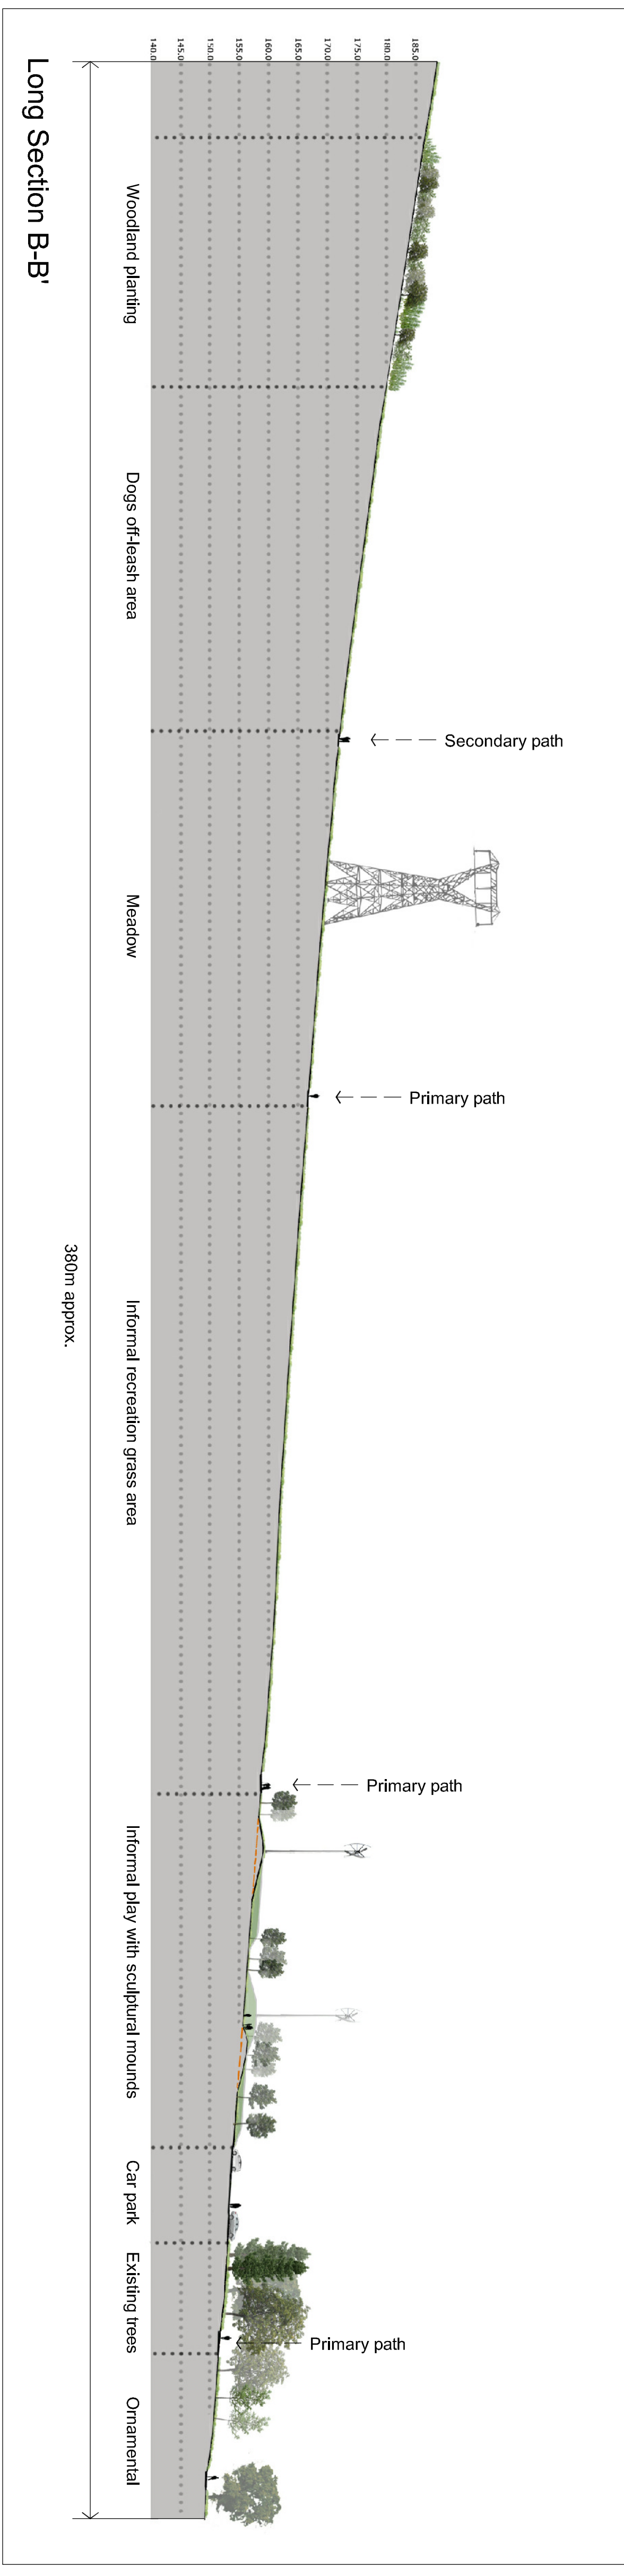 185.0
180.0
175.0
170.0
165.0
160.0
155.0
150.0
145.0
140.0
Secondary path
Primary path
Primary path
Primary path
Woodland planting
Dogs off-leash area
Meadow
Informal recreation grass area
Informal play with sculptural mounds
Car park
Existing trees
Ornamental
380m approx.
Long Section B-B'